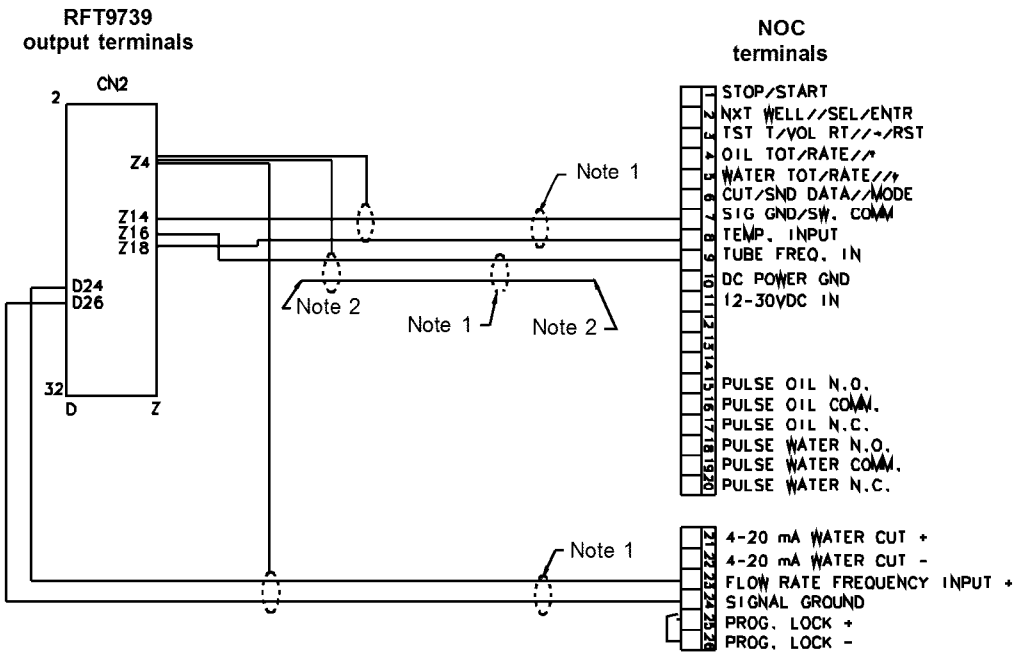 RFT9739
output terminals
CN2
2
Z4
Z14
Z16
Z18
D24
D26
32
D
Z
Note 1
Note 2
Note 1
Note 2
Note 1
NOC
terminals
1 STOP/START
2 NXT WELL//SEL/ENTR
3 TST T/VOL RT//→/RST
4 OIL TOT/RATE//↑
5 WATER TOT/RATE//↓
6 CUT/SND DATA//MODE
7 SIG GND/SW. COMM
8 TEMP. INPUT
9 TUBE FREQ. IN
10 DC POWER GND
11 12-30VDC IN
12
13
14
15 PULSE OIL N.O.
16 PULSE OIL COMM.
17 PULSE OIL N.C.
18 PULSE WATER N.O.
19 PULSE WATER COMM.
20 PULSE WATER N.C.
21 4-20 mA WATER CUT +
22 4-20 mA WATER CUT -
23 FLOW RATE FREQUENCY INPUT +
24 SIGNAL GROUND
25 PROG. LOCK +
26 PROG. LOCK -